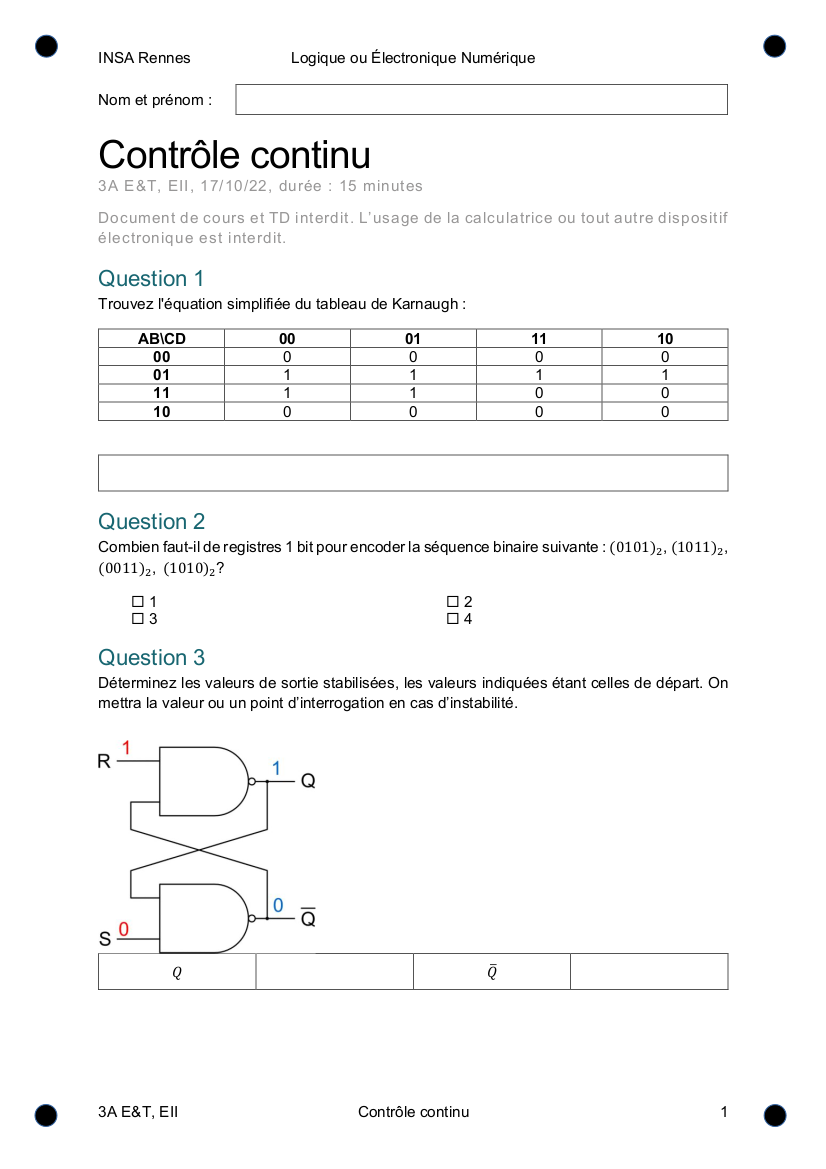 INSA Rennes Logique ou Électronique Numérique
Nom et prénom :
Contrôle continu
3A E&T, EII, 17/10/22, durée : 15 minutes
Document de cours et TD interdit. L’usage de la calculatrice ou tout autre dispositif
électronique est interdit.
Question 1
Trouvez l'équation simplifiée du tableau de Karnaugh :
AB\CD 00 01 11 10
00 0 0 0 0
01 1 1 1 1
11 1 1 0 0
10 0 0 0 0
Question 2
Combien faut-il de registres 1 bit pour encoder la séquence binaire suivante : (0101)₂, (1011)₂,
(0011)₂, (1010)₂?
☐ 1 ☐ 2
☐ 3 ☐ 4
Question 3
Déterminez les valeurs de sortie stabilisées, les valeurs indiquées étant celles de départ. On
mettra la valeur ou un point d’interrogation en cas d’instabilité.
R 1
1 Q
0 Q̅
S 0
Q Q̅
3A E&T, EII Contrôle continu 1